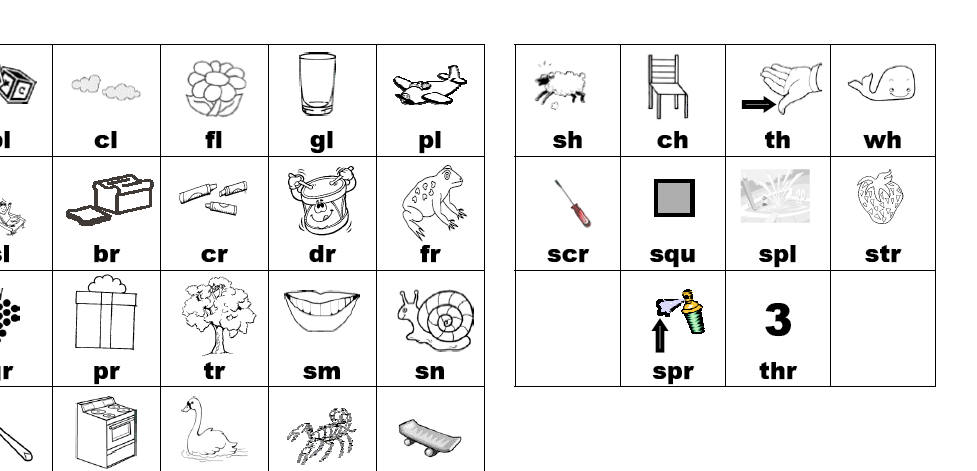 cl fl gl pl
br cr dr fr
pr tr sm sn
sh ch th wh
scr squ spl str
3
spr thr